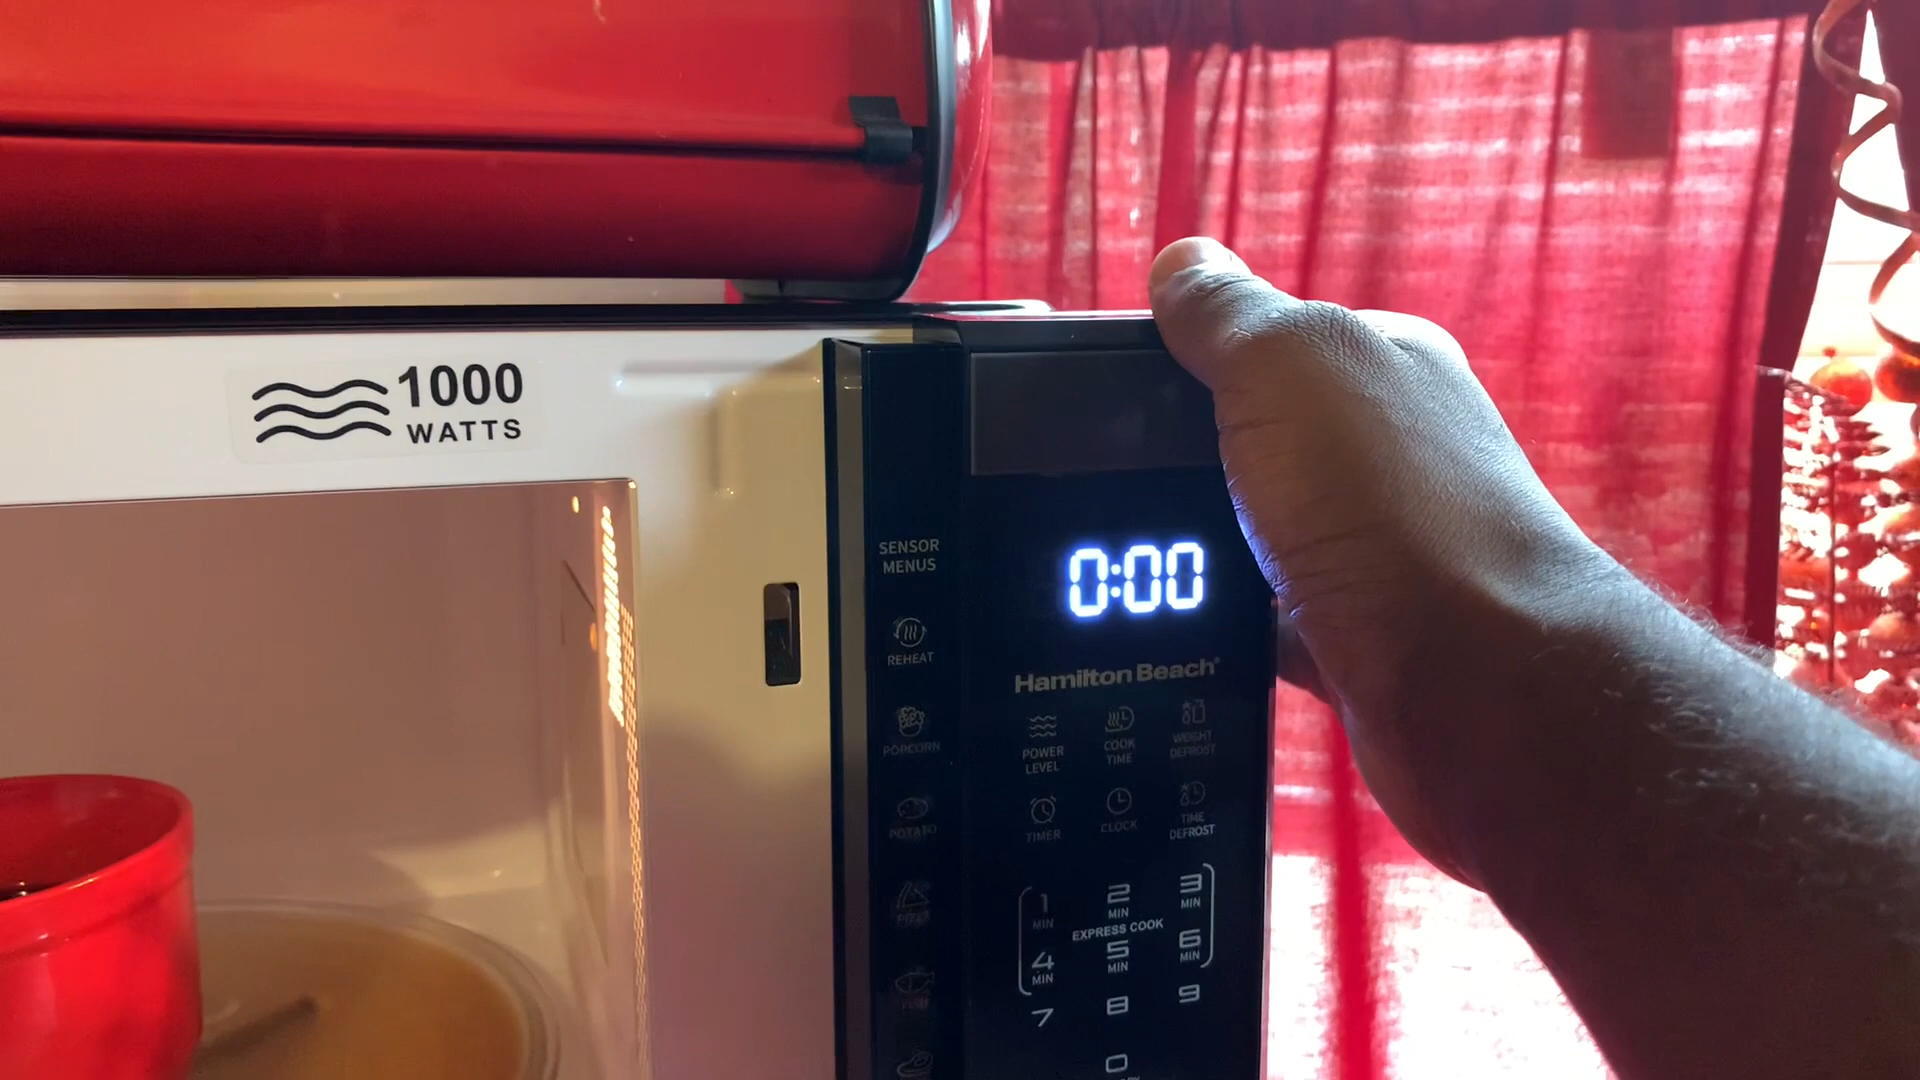 1000
WATTS
SENSOR
MENUS
REHEAT
POPCORN
POTATO
PIZZA
FISH
0:00
Hamilton Beach®
POWER
LEVEL
COOK
TIME
WEIGHT
DEFROST
TIMER
CLOCK
TIME
DEFROST
1
MIN
2
MIN
3
MIN
EXPRESS COOK
4
MIN
5
MIN
6
MIN
7
8
9
0